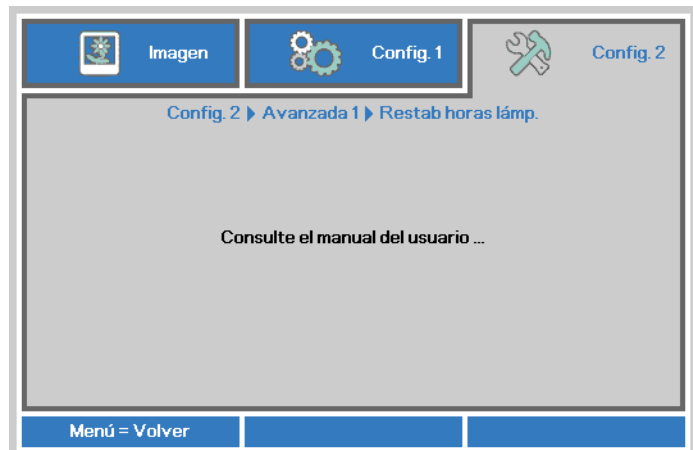 Imagen
Config. 1
Config. 2
Config. 2 ▶ Avanzada 1 ▶ Restab horas lámp.
Consulte el manual del usuario ...
Menú = Volver